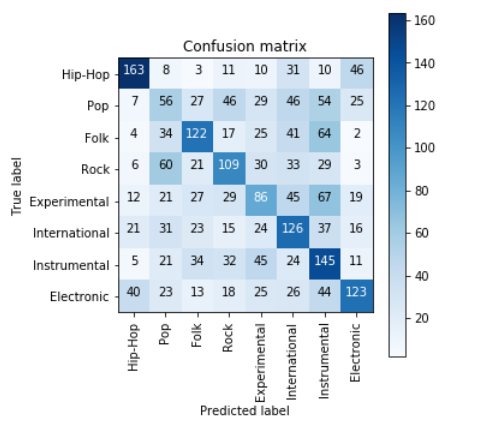 Confusion matrix
True label
Hip-Hop 163 8 3 11 10 31 10 46
Pop 7 56 27 46 29 46 54 25
Folk 4 34 122 17 25 41 64 2
Rock 6 60 21 109 30 33 29 3
Experimental 12 21 27 29 86 45 67 19
International 21 31 23 15 24 126 37 16
Instrumental 5 21 34 32 45 24 145 11
Electronic 40 23 13 18 25 26 44 123
Hip-Hop Pop Folk Rock Experimental International Instrumental Electronic
Predicted label
160
140
120
100
80
60
40
20